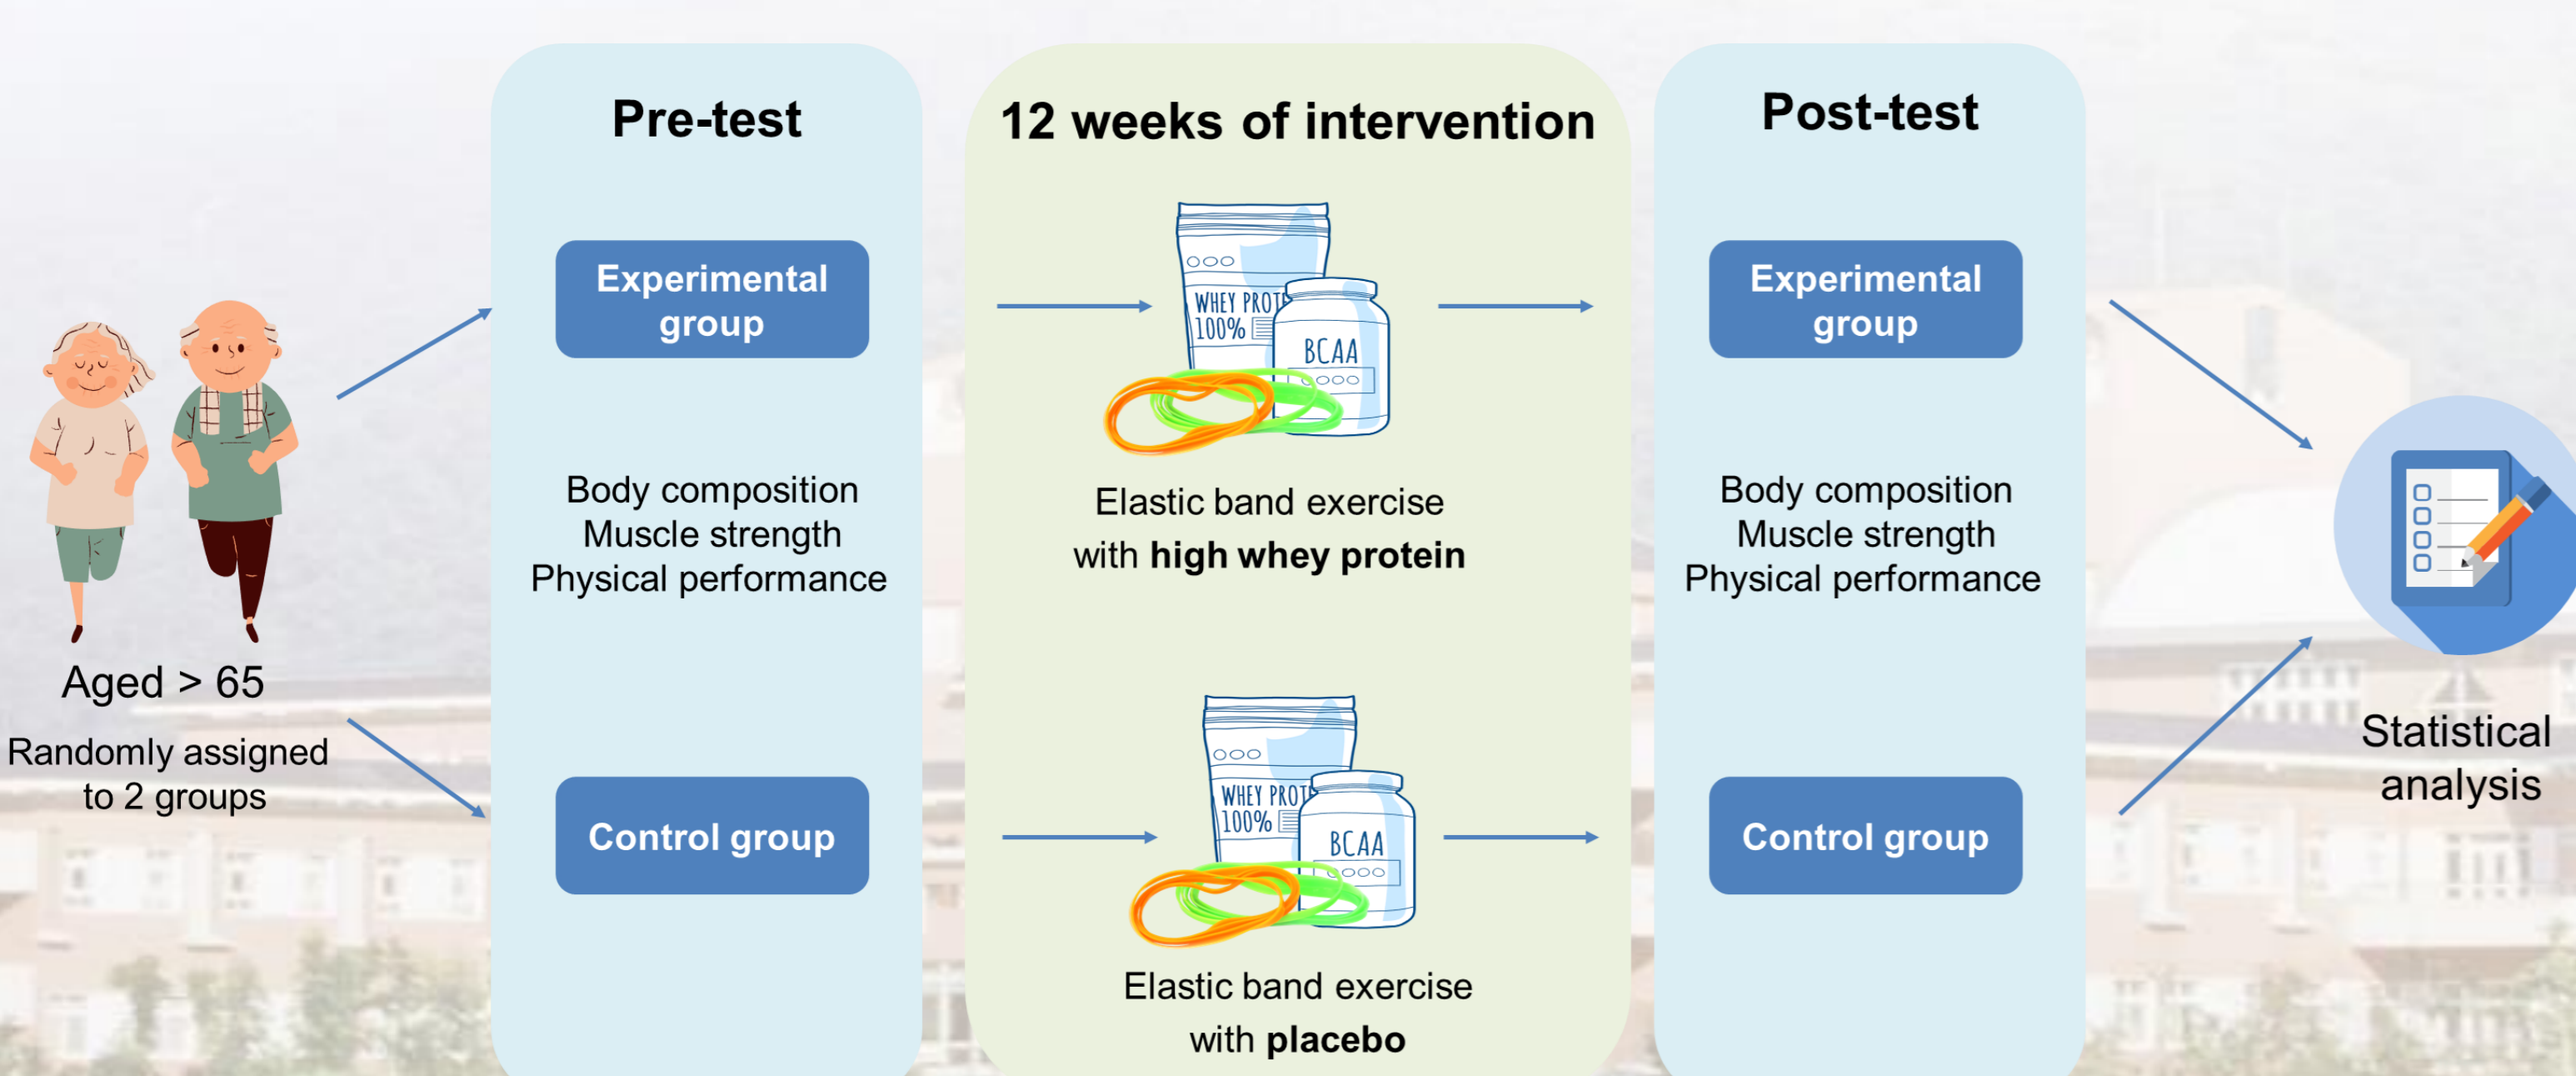 Pre-test
12 weeks of intervention
Post-test
Experimental
group
WHEY PROTE
100%
BCAA
Experimental
group
Body composition
Muscle strength
Physical performance
Elastic band exercise
with high whey protein
Body composition
Muscle strength
Physical performance
Aged > 65
Randomly assigned
to 2 groups
Statistical
analysis
Control group
WHEY PROTE
100%
BCAA
Control group
Elastic band exercise
with placebo